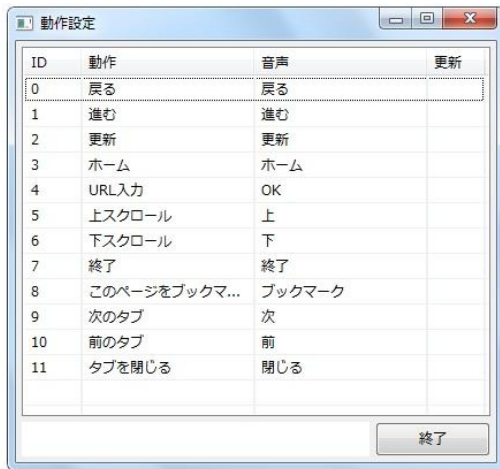 動作設定
ID 動作 音声 更新
0 戻る 戻る
1 進む 進む
2 更新 更新
3 ホーム ホーム
4 URL入力 OK
5 上スクロール 上
6 下スクロール 下
7 終了 終了
8 このページをブックマ... ブックマーク
9 次のタブ 次
10 前のタブ 前
11 タブを閉じる 閉じる
終了